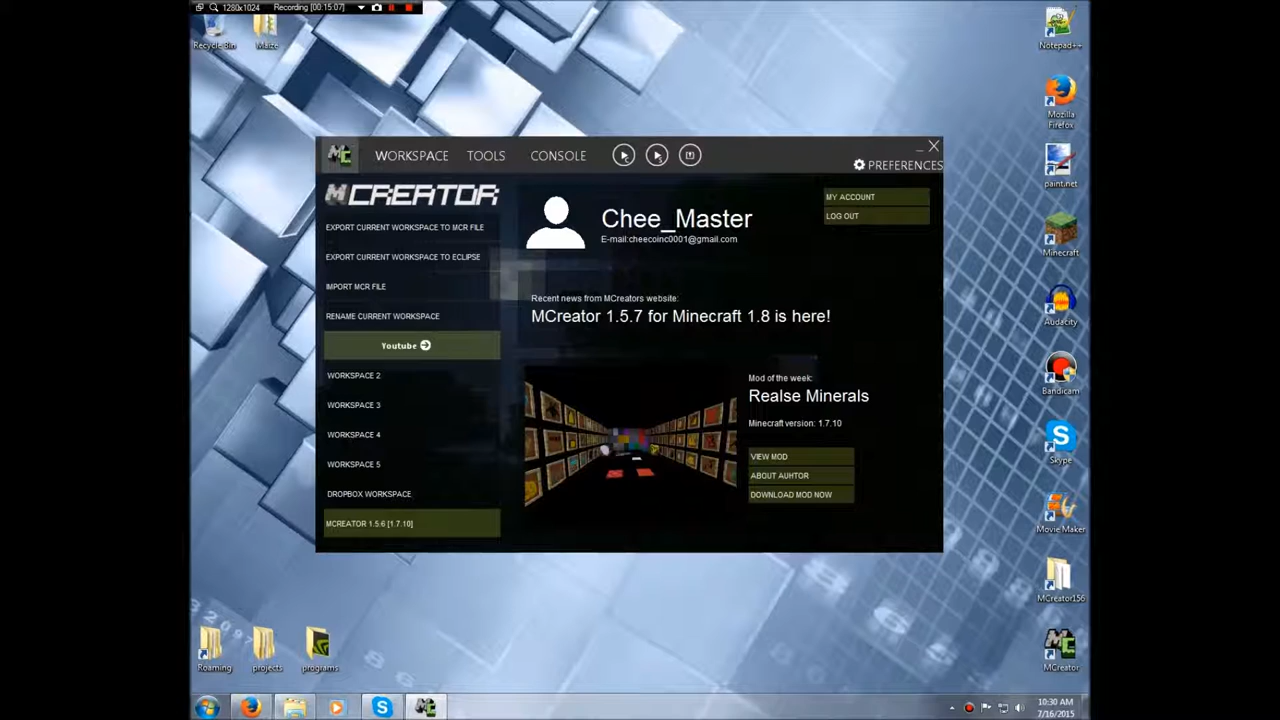 1280x1024 Recording [00:15:07]
Recycle Bin
Maize
Notepad++
Mozilla
Firefox
paint.net
Minecraft
Audacity
Bandicam
Skype
Movie Maker
MCreator156
MCreator
WORKSPACE TOOLS CONSOLE
PREFERENCES
MCREATOR
EXPORT CURRENT WORKSPACE TO MCR FILE
EXPORT CURRENT WORKSPACE TO ECLIPSE
IMPORT MCR FILE
RENAME CURRENT WORKSPACE
Youtube
WORKSPACE 2
WORKSPACE 3
WORKSPACE 4
WORKSPACE 5
DROPBOX WORKSPACE
MCREATOR 1.5.6 [1.7.10]
Chee_Master
E-mail:cheecoinc0001@gmail.com
MY ACCOUNT
LOG OUT
Recent news from MCreators website:
MCreator 1.5.7 for Minecraft 1.8 is here!
Mod of the week:
Realse Minerals
Minecraft version: 1.7.10
VIEW MOD
ABOUT AUHTOR
DOWNLOAD MOD NOW
Roaming
projects
programs
10:30 AM
7/16/2015